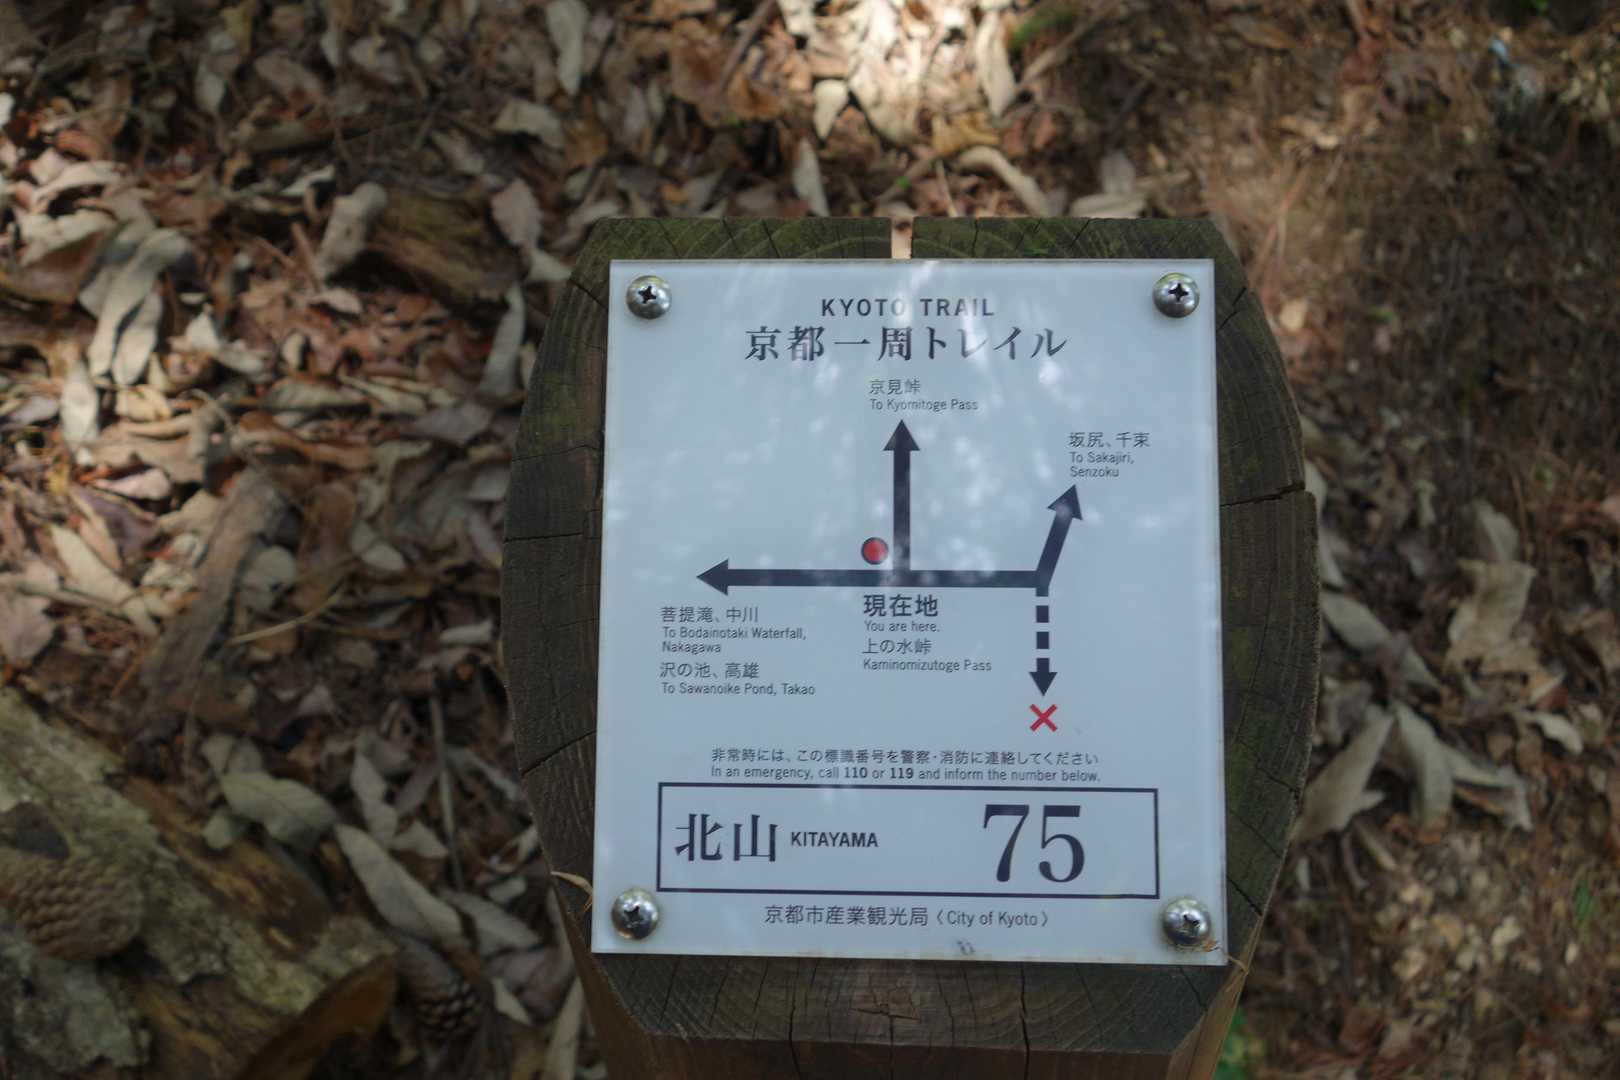 KYOTO TRAIL
京都一周トレイル
京見峠
To Kyomitoge Pass
坂尻、千束
To Sakajiri,
Senzoku
現在地
You are here.
上の水峠
Kaminomizutoge Pass
菩提滝、中川
To Bodainotaki Waterfall,
Nakagawa
沢の池、高雄
To Sawanoike Pond, Takao
非常時には、この標識番号を警察・消防に連絡してください
In an emergency, call 110 or 119 and inform the number below.
北山 KITAYAMA 75
京都市産業観光局〈City of Kyoto〉